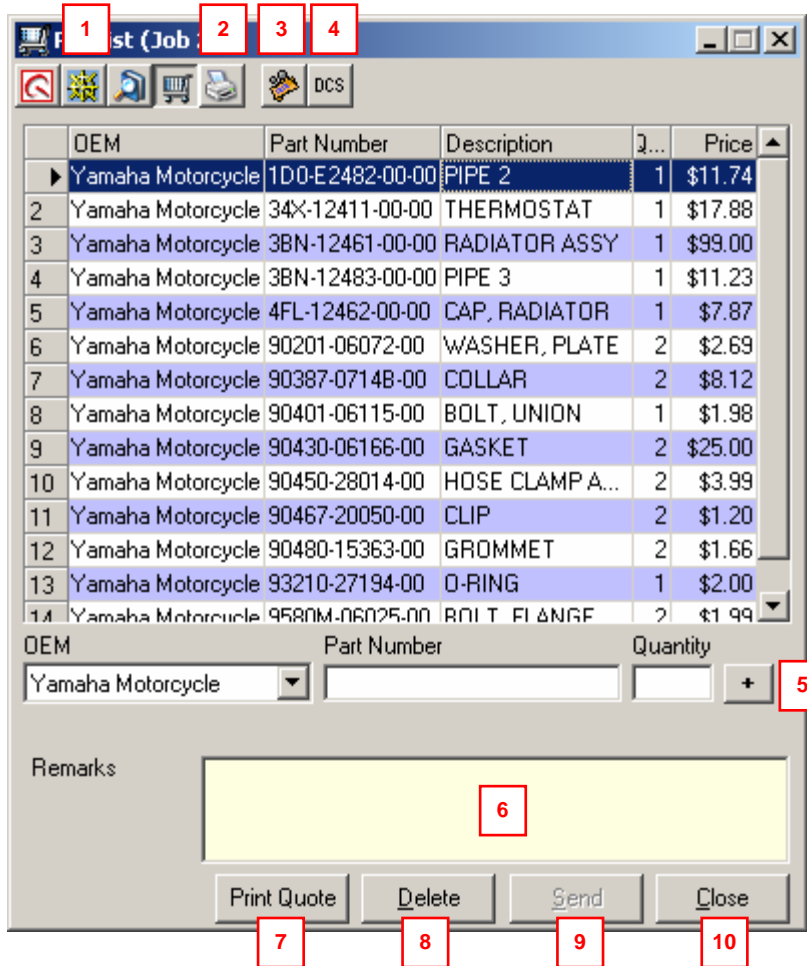 1 2 3 4
ist (Job
DCS
OEM Part Number Description Q... Price
Yamaha Motorcycle 1D0-E2482-00-00 PIPE 2 1 $11.74
2 Yamaha Motorcycle 34X-12411-00-00 THERMOSTAT 1 $17.88
3 Yamaha Motorcycle 3BN-12461-00-00 RADIATOR ASSY 1 $99.00
4 Yamaha Motorcycle 3BN-12483-00-00 PIPE 3 1 $11.23
5 Yamaha Motorcycle 4FL-12462-00-00 CAP, RADIATOR 1 $7.87
6 Yamaha Motorcycle 90201-06072-00 WASHER, PLATE 2 $2.69
7 Yamaha Motorcycle 90387-0714B-00 COLLAR 2 $8.12
8 Yamaha Motorcycle 90401-06115-00 BOLT, UNION 1 $1.98
9 Yamaha Motorcycle 90430-06166-00 GASKET 2 $25.00
10 Yamaha Motorcycle 90450-28014-00 HOSE CLAMP A... 2 $3.99
11 Yamaha Motorcycle 90467-20050-00 CLIP 2 $1.20
12 Yamaha Motorcycle 90480-15363-00 GROMMET 2 $1.66
13 Yamaha Motorcycle 93210-27194-00 O-RING 1 $2.00
14 Yamaha Motorcycle 9580M-06025-00 BOLT, FLANGE 2 $1.99
OEM Part Number Quantity
Yamaha Motorcycle + 5
Remarks
6
Print Quote Delete Send Close
7 8 9 10